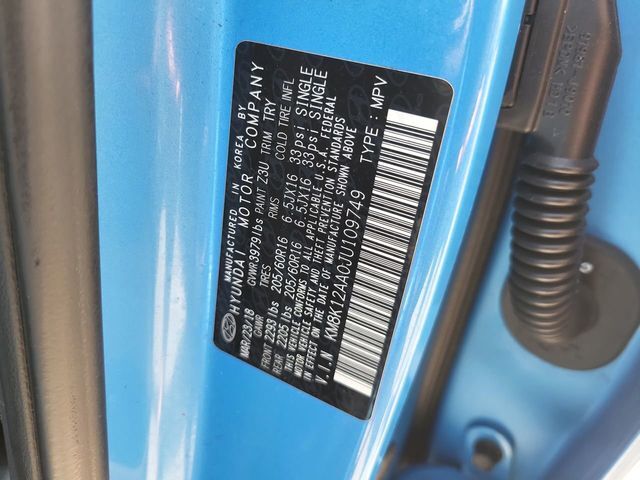 MANUFACTURED IN KOREA BY
HYUNDAI MOTOR COMPANY
MAR/23/18 GVWR 3979lbs PAINT Z3U TRIM TRY
GAWR TIRES RIMS COLD TIRE INFL
FRONT 2293 lbs 205/60R16 6.5JX16 33psi SINGLE
REAR 2205 lbs 205/60R16 6.5JX16 33psi SINGLE
THIS VEHICLE CONFORMS TO ALL APPLICABLE U.S.A. FEDERAL
MOTOR VEHICLE SAFETY AND THEFT PREVENTION STANDARDS
IN EFFECT ON THE DATE OF MANUFACTURE SHOWN ABOVE
V.I.N KM8K12AA0JU109749 TYPE : MPV